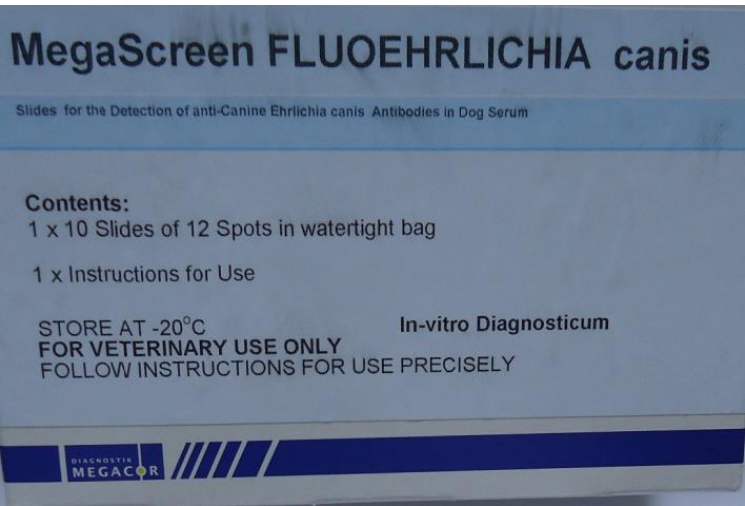 MegaScreen FLUOEHRLICHIA canis
Slides for the Detection of anti-Canine Ehrlichia canis Antibodies in Dog Serum
Contents:
1 x 10 Slides of 12 Spots in watertight bag
1 x Instructions for Use
STORE AT -20°C In-vitro Diagnosticum
FOR VETERINARY USE ONLY
FOLLOW INSTRUCTIONS FOR USE PRECISELY
DIAGNOSTIK
MEGACOR